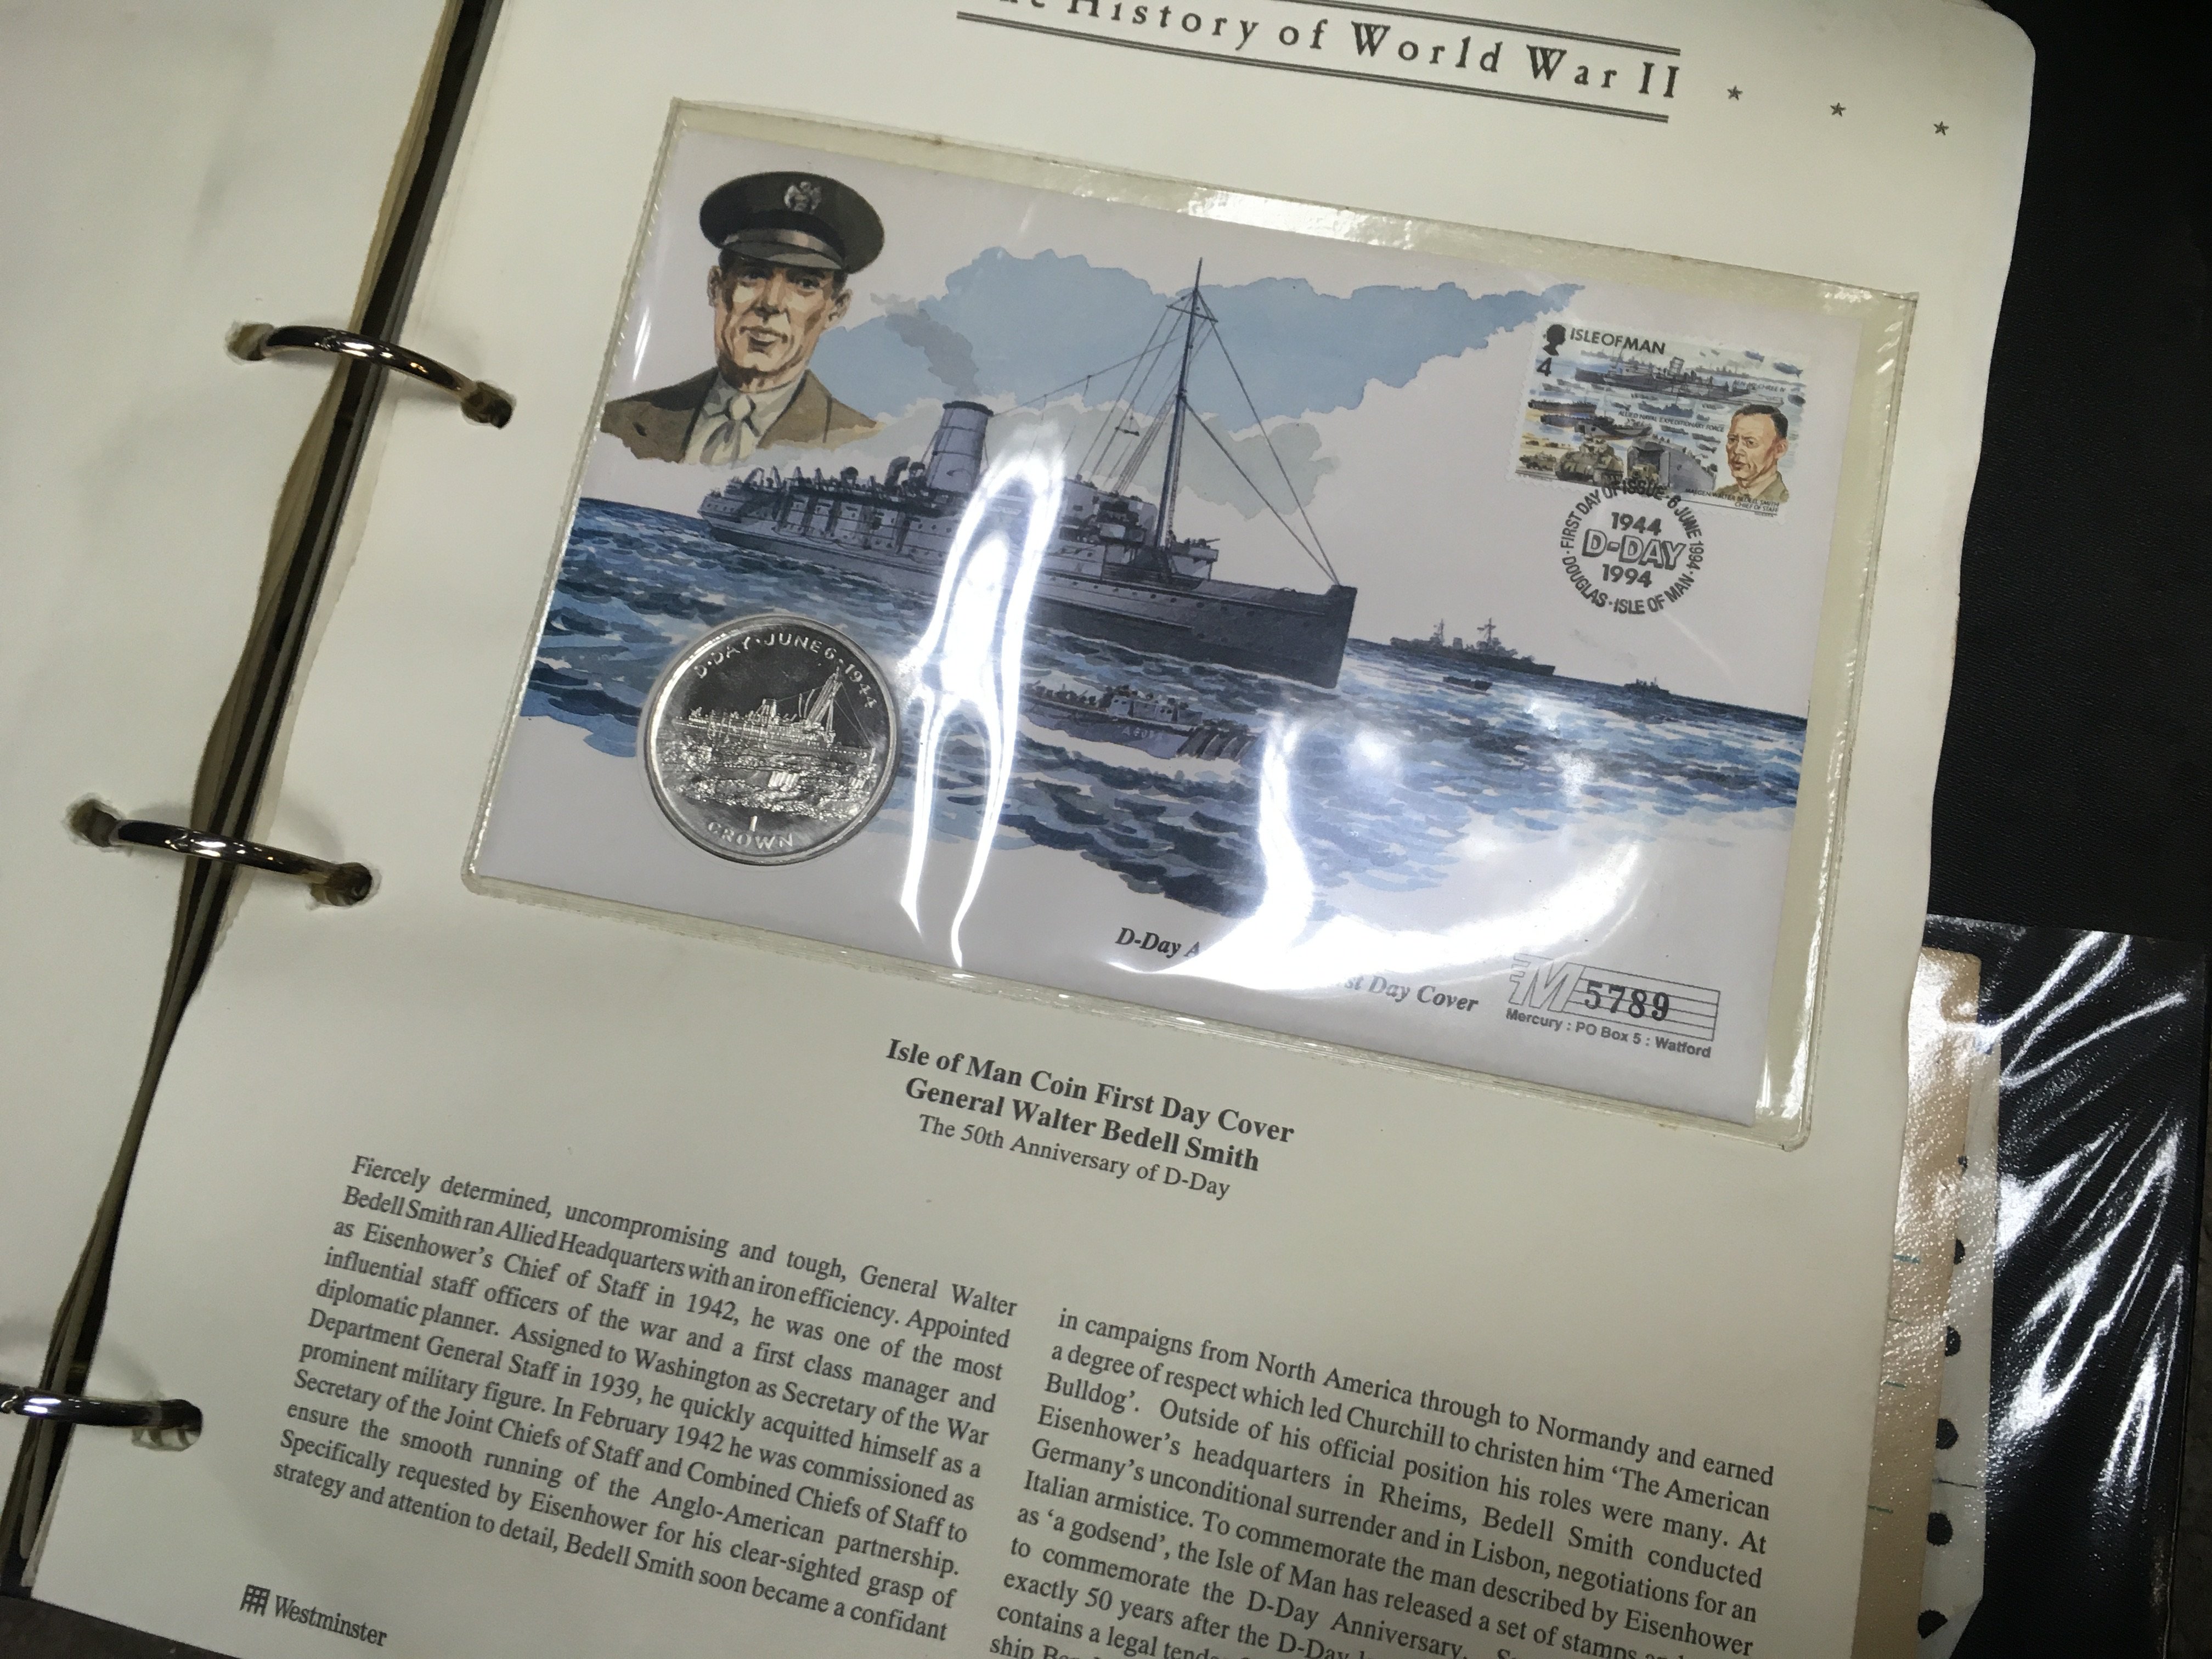 History of World War II
ISLE OF MAN
4
ALLIED NAVAL EXPEDITIONARY FORCE
CHIEF OF STAFF
FIRST DAY OF ISSUE · 6 JUNE 1994
1944
D-DAY
1994
DOUGLAS · ISLE OF MAN
D·DAY·JUNE 6·1944
1
CROWN
D-Day
Day Cover
5789
Mercury : PO Box 5 : Watford
Isle of Man Coin First Day Cover
General Walter Bedell Smith
The 50th Anniversary of D-Day
Fiercely determined, uncompromising and tough, General Walter
Bedell Smith ran Allied Headquarters with an iron efficiency. Appointed
as Eisenhower's Chief of Staff in 1942, he was one of the most
influential staff officers of the war and a first class manager and
diplomatic planner. Assigned to Washington as Secretary of the War
Department General Staff in 1939, he quickly acquitted himself as a
prominent military figure. In February 1942 he was commissioned as
Secretary of the Joint Chiefs of Staff and Combined Chiefs of Staff to
ensure the smooth running of the Anglo-American partnership.
Specifically requested by Eisenhower for his clear-sighted grasp of
strategy and attention to detail, Bedell Smith soon became a confidant
in campaigns from North America through to Normandy and earned
a degree of respect which led Churchill to christen him 'The American
Bulldog'. Outside of his official position his roles were many. At
Eisenhower's headquarters in Rheims, Bedell Smith conducted
Germany's unconditional surrender and in Lisbon, negotiations for an
Italian armistice. To commemorate the man described by Eisenhower
as 'a godsend', the Isle of Man has released a set of stamps
to commemorate the D-Day Anniversary.
exactly 50 years after the D-Day
contains a legal
ship
Westminster